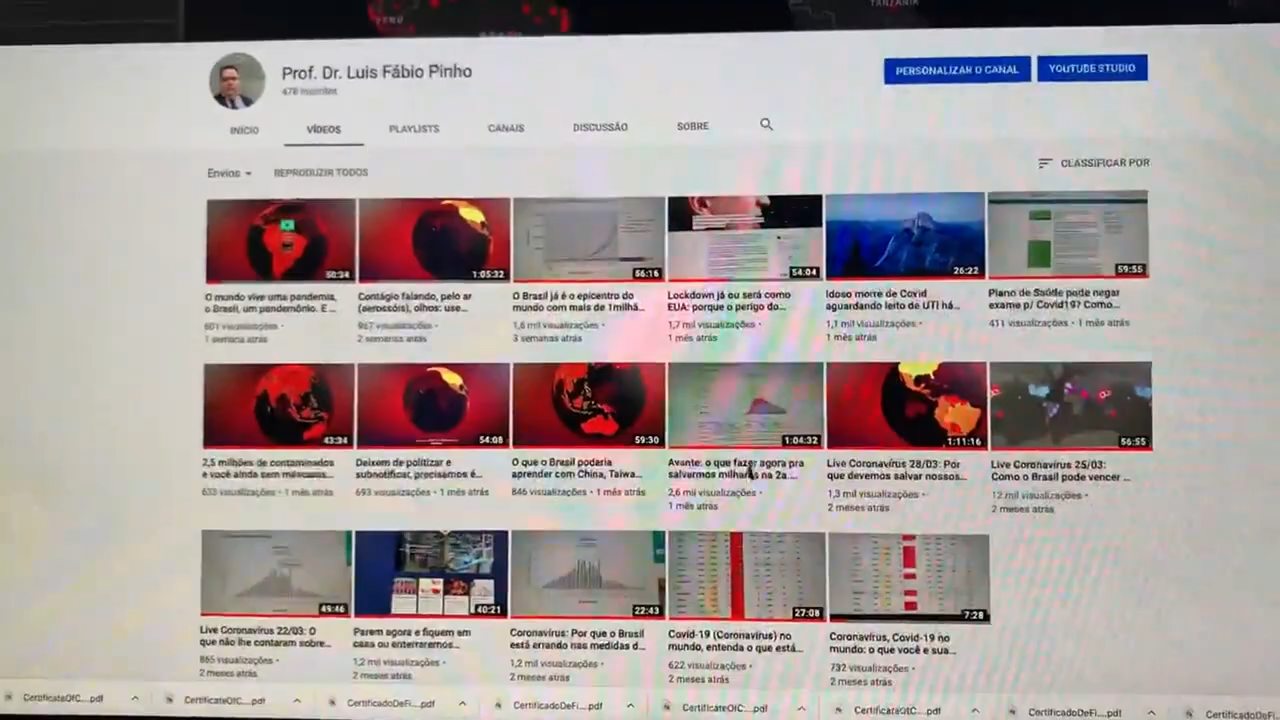 TANZANIA
PERU
Prof. Dr. Luis Fábio Pinho
478 inscritos
PERSONALIZAR O CANAL
YOUTUBE STUDIO
INÍCIO
VÍDEOS
PLAYLISTS
CANAIS
DISCUSSÃO
SOBRE
Envios
REPRODUZIR TODOS
CLASSIFICAR POR
50:34
1:05:32
56:16
54:04
26:22
59:55
O mundo vive uma pandemia,
o Brasil, um pandemônio. E ...
601 visualizações •
1 semana atrás
Contágio falando, pelo ar
(aerossóis), olhos: use...
967 visualizações •
2 semanas atrás
O Brasil já é o epicentro do
mundo com mais de 1milhã...
1,6 mil visualizações •
3 semanas atrás
Lockdown já ou será como
EUA: porque o perigo do...
1,7 mil visualizações •
1 mês atrás
Idoso morre de Covid
aguardando leito de UTI há...
1,1 mil Visualizações •
1 mês atrás
Plano de Saúde pode negar
exame p/ Covid19? Como...
411 visualizações • 1 mês atrás
43:34
54:08
59:30
1:04:32
1:11:16
56:55
2,5 milhões de contaminados
e você ainda sem máscaras...
633 visualizações • 1 mês atrás
Deixem de politizar e
subnotificar, precisamos é...
693 visualizações • 1 mês atrás
O que o Brasil poderia
aprender com China, Taiwa...
846 visualizações • 1 mês atrás
Avante: o que fazer agora pra
salvarmos milhares na 2a....
2,6 mil visualizações •
1 mês atrás
Live Coronavírus 28/03: Por
que devemos salvar nossos...
1,3 mil visualizações •
2 meses atrás
Live Coronavírus 25/03:
Como o Brasil pode vencer ...
12 mil visualizações •
2 meses atrás
49:46
40:21
22:43
27:08
7:28
Live Coronavírus 22/03: O
que não lhe contaram sobre...
865 visualizações •
2 meses atrás
Parem agora e fiquem em
casa ou enterraremos...
1,2 mil visualizações •
2 meses atrás
Coronavírus: Por que o Brasil
está errando nas medidas d...
1,2 mil visualizações •
2 meses atrás
Covid-19 (Coronavírus) no
mundo, entenda o que está...
622 visualizações •
2 meses atrás
Coronavírus, Covid-19 no
mundo: o que você e sua...
732 visualizações •
2 meses atrás
CertificateOfC....pdf
CertificateOfC....pdf
CertificadoDeFi....pdf
CertificadoDeFi....pdf
CertificateOfC....pdf
CertificateOfC....pdf
CertificadoDeFi....pdf
CertificadoDeFi